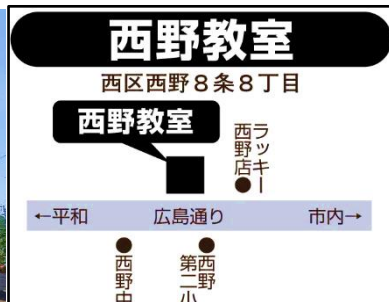 西野教室
西区西野8条8丁目
西野教室
ラッキー
西野店
←平和
広島通り
市内→
西野中
西野
第二小